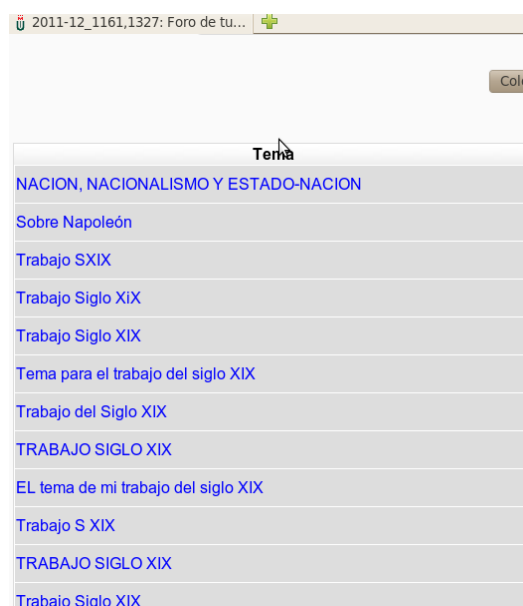 2011-12_1161,1327: Foro de tu...
Tema
NACION, NACIONALISMO Y ESTADO-NACION
Sobre Napoleón
Trabajo SXIX
Trabajo Siglo XiX
Trabajo Siglo XIX
Tema para el trabajo del siglo XIX
Trabajo del Siglo XIX
TRABAJO SIGLO XIX
EL tema de mi trabajo del siglo XIX
Trabajo S XIX
TRABAJO SIGLO XIX
Trabajo Siglo XIX